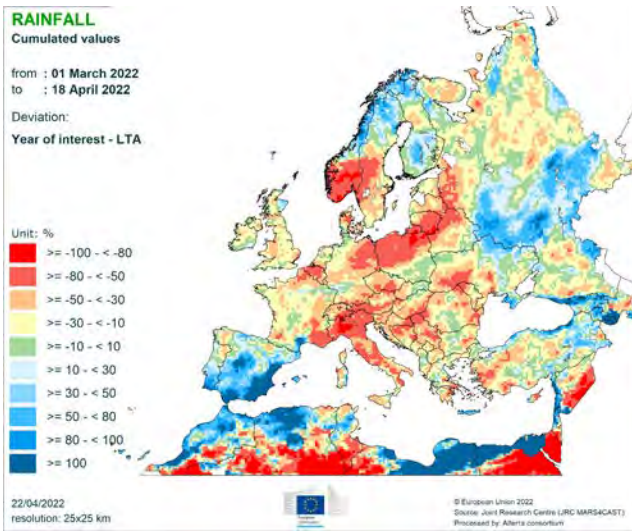 RAINFALL
Cumulated values
from : 01 March 2022
to : 18 April 2022
Deviation:
Year of interest - LTA
Unit: %
>= -100 - < -80
>= -80 - < -50
>= -50 - < -30
>= -30 - < -10
>= -10 - < 10
>= 10 - < 30
>= 30 - < 50
>= 50 - < 80
>= 80 - < 100
>= 100
22/04/2022
resolution: 25x25 km
© European Union 2022
Source: Joint Research Centre (JRC MARS4CAST)
Processed by: Alterra consortium